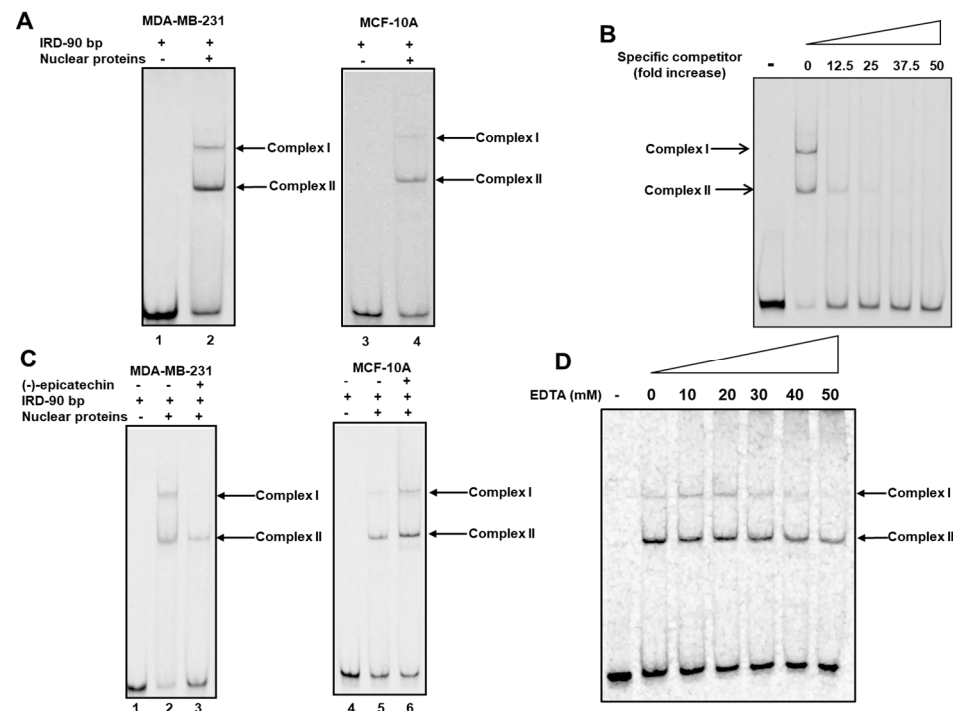 A
MDA-MB-231
MCF-10A
IRD-90 bp + + + +
Nuclear proteins - + - +
Complex I
Complex II
Complex I
Complex II
1 2
3 4
B
Specific competitor
(fold increase)
- 0 12.5 25 37.5 50
Complex I
Complex II
C
MDA-MB-231
MCF-10A
(-)-epicatechin - - + - - +
IRD-90 bp + + + + + +
Nuclear proteins - + + - + +
Complex I
Complex II
Complex I
Complex II
1 2 3
4 5 6
D
EDTA (mM) - 0 10 20 30 40 50
Complex I
Complex II